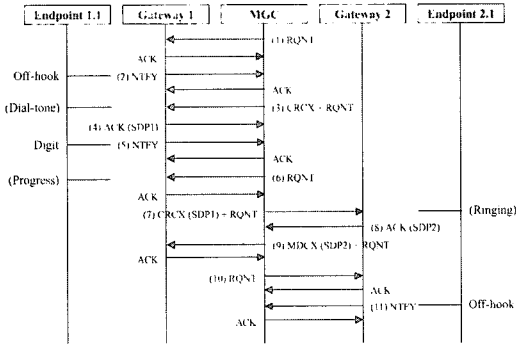 Endpoint 1.1 Gateway 1 MGC Gateway 2 Endpoint 2.1
(1) RQNT
ACK
Off-hook (2) NTFY
ACK
(Dial-tone) (3) CRCX + RQNT
(4) ACK (SDP1)
Digit (5) NTFY
ACK
(Progress) (6) RQNT
ACK
(7) CRCX (SDP1) + RQNT (Ringing)
(8) ACK (SDP2)
(9) MDCX (SDP2) + RQNT
ACK
(10) RQNT
ACK
(11) NTFY Off-hook
ACK